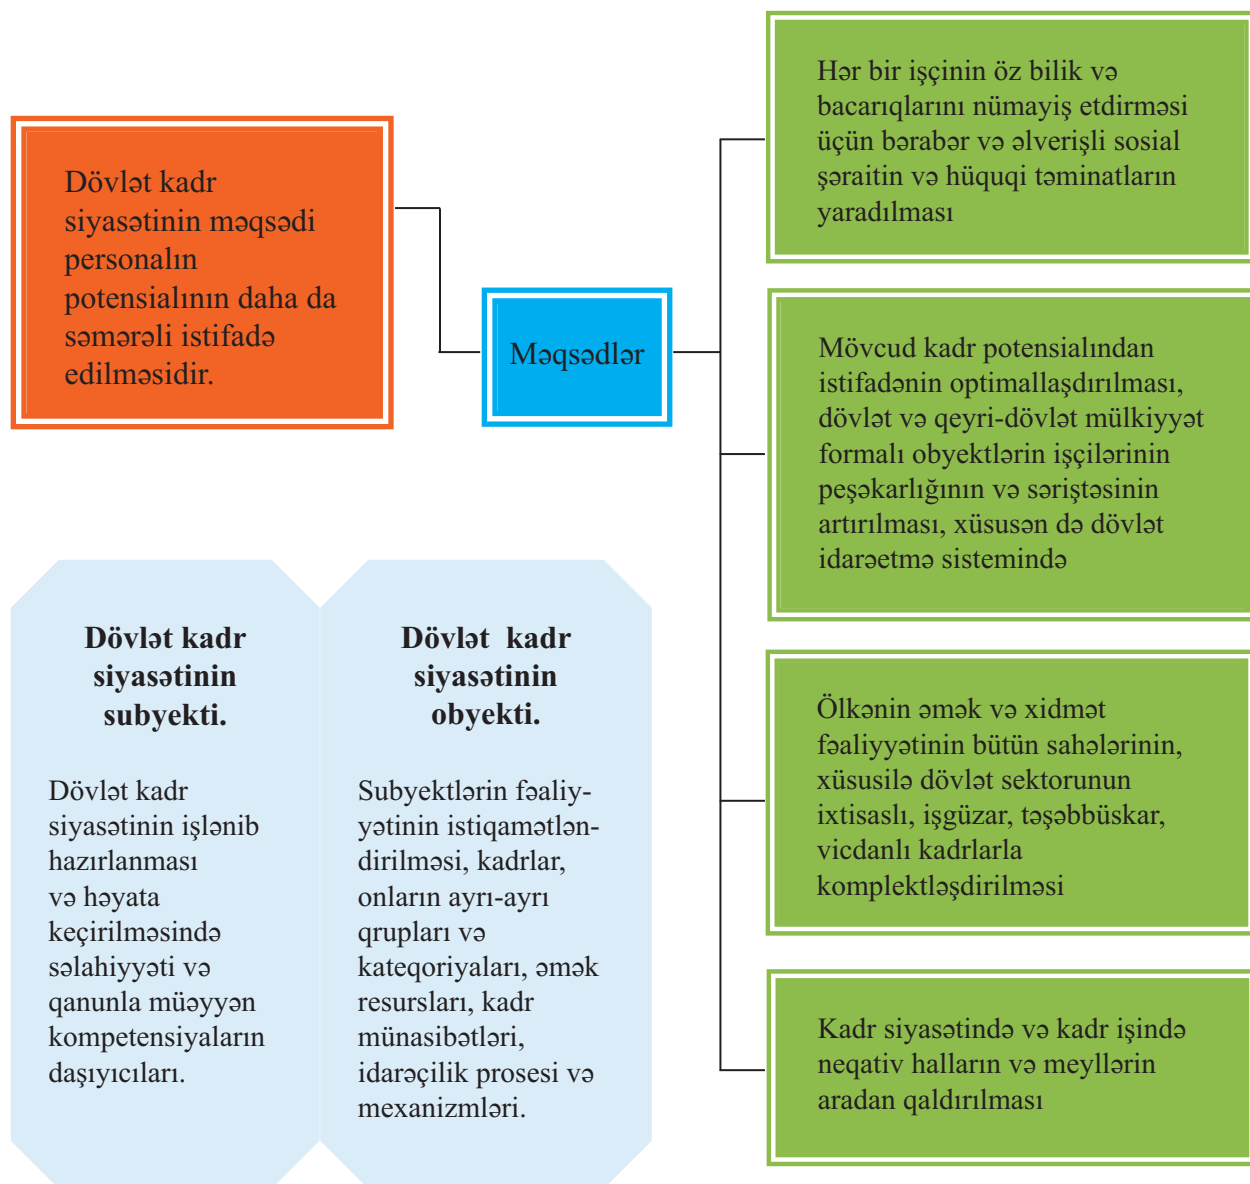 Dövlət kadr
siyasətinin məqsədi
personalın
potensialının daha da
səmərəli istifadə
edilməsidir.
Məqsədlər
Hər bir işçinin öz bilik və
bacarıqlarını nümayiş etdirməsi
üçün bərabər və əlverişli sosial
şəraitin və hüquqi təminatların
yaradılması
Mövcud kadr potensialından
istifadənin optimallaşdırılması,
dövlət və qeyri-dövlət mülkiyyət
formalı obyektlərin işçilərinin
peşəkarlığının və səriştəsinin
artırılması, xüsusən də dövlət
idarəetmə sistemində
Ölkənin əmək və xidmət
fəaliyyətinin bütün sahələrinin,
xüsusilə dövlət sektorunun
ixtisaslı, işgüzar, təşəbbüskar,
vicdanlı kadrlarla
komplektləşdirilməsi
Kadr siyasətində və kadr işində
neqativ halların və meyllərin
aradan qaldırılması
Dövlət kadr
siyasətinin
subyekti.
Dövlət kadr
siyasətinin işlənib
hazırlanması
və həyata
keçirilməsində
səlahiyyəti və
qanunla müəyyən
kompetensiyaların
daşıyıcıları.
Dövlət kadr
siyasətinin
obyekti.
Subyektlərin fəaliy-
yətinin istiqamətlən-
dirilməsi, kadrlar,
onların ayrı-ayrı
qrupları və
kateqoriyaları, əmək
resursları, kadr
münasibətləri,
idarəçilik prosesi və
mexanizmləri.